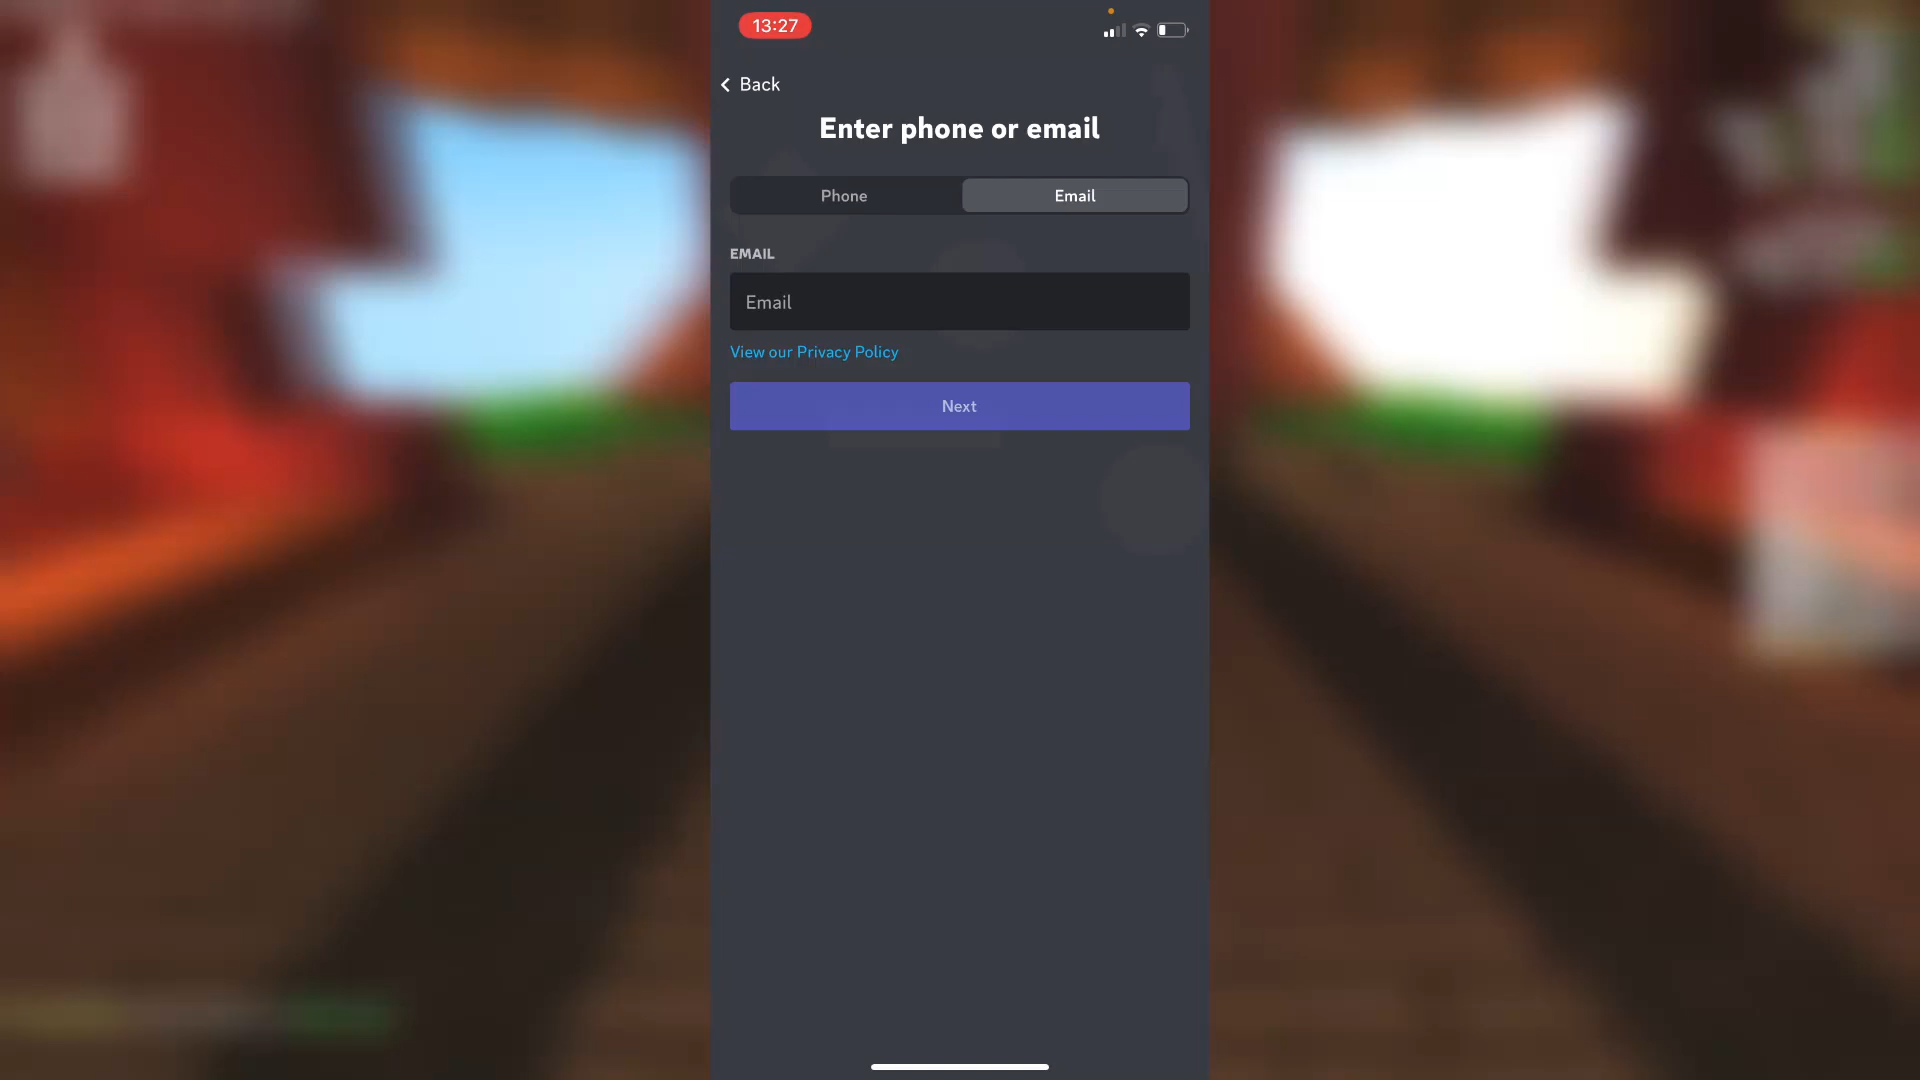 13:27
Back
Enter phone or email
Phone
Email
EMAIL
Email
View our Privacy Policy
Next